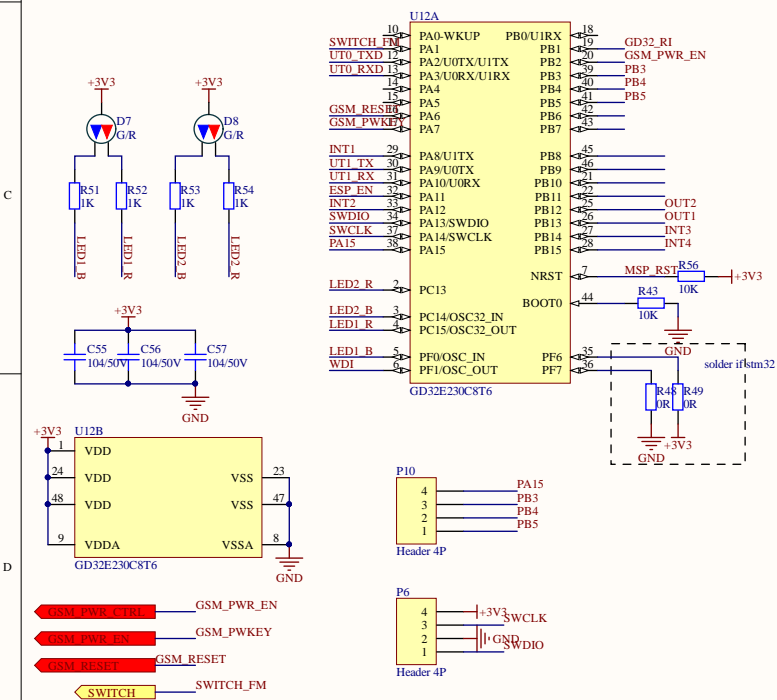 U12A
10 PA0-WKUP PB0/U1RX 18
SWITCH_FM PA1 PB1 19 GD32_RI
UT0_TXD 12 PA2/U0TX/U1TX PB2 20 GSM_PWR_EN
UT0_RXD 13 PA3/U0RX/U1RX PB3 39 PB3
14 PA4 PB4 40 PB4
15 PA5 PB5 41 PB5
GSM_RESET PA6 PB6 42
GSM_PWKEY PA7 PB7 43
INT1 29 PA8/U1TX PB8 45
UT1_TX 30 PA9/U0TX PB9 46
UT1_RX 31 PA10/U0RX PB10 21
ESP_EN 32 PA11 PB11 22
INT2 33 PA12 PB12 25 OUT2
SWDIO 34 PA13/SWDIO PB13 26 OUT1
SWCLK 37 PA14/SWCLK PB14 27 INT3
PA15 38 PA15 PB15 28 INT4
NRST 7 MSP_RST R56 10K +3V3
LED2_R 2 PC13
BOOT0 44 R43 10K GND
LED2_B 3 PC14/OSC32_IN
LED1_R 4 PC15/OSC32_OUT
LED1_B 5 PF0/OSC_IN PF6 35
WDI 6 PF1/OSC_OUT PF7 36
GD32E230C8T6
solder if stm32
R48 R49
0R 0R
GND +3V3
+3V3 +3V3
D7 D8
G/R G/R
R51 R52 R53 R54
1K 1K 1K 1K
LED1_B LED1_R LED2_B LED2_R
C
+3V3
C55 C56 C57
104/50V 104/50V 104/50V
GND
+3V3 U12B
1 VDD
24 VDD VSS 23
48 VDD VSS 47
9 VDDA VSSA 8
GD32E230C8T6
GND
P10
4 PA15
3 PB3
2 PB4
1 PB5
Header 4P
D
P6
4 +3V3
3 SWCLK
2 GND
1 SWDIO
Header 4P
GSM_PWR_CTRL GSM_PWR_EN
GSM_PWR_EN GSM_PWKEY
GSM_RESET GSM_RESET
SWITCH SWITCH_FM